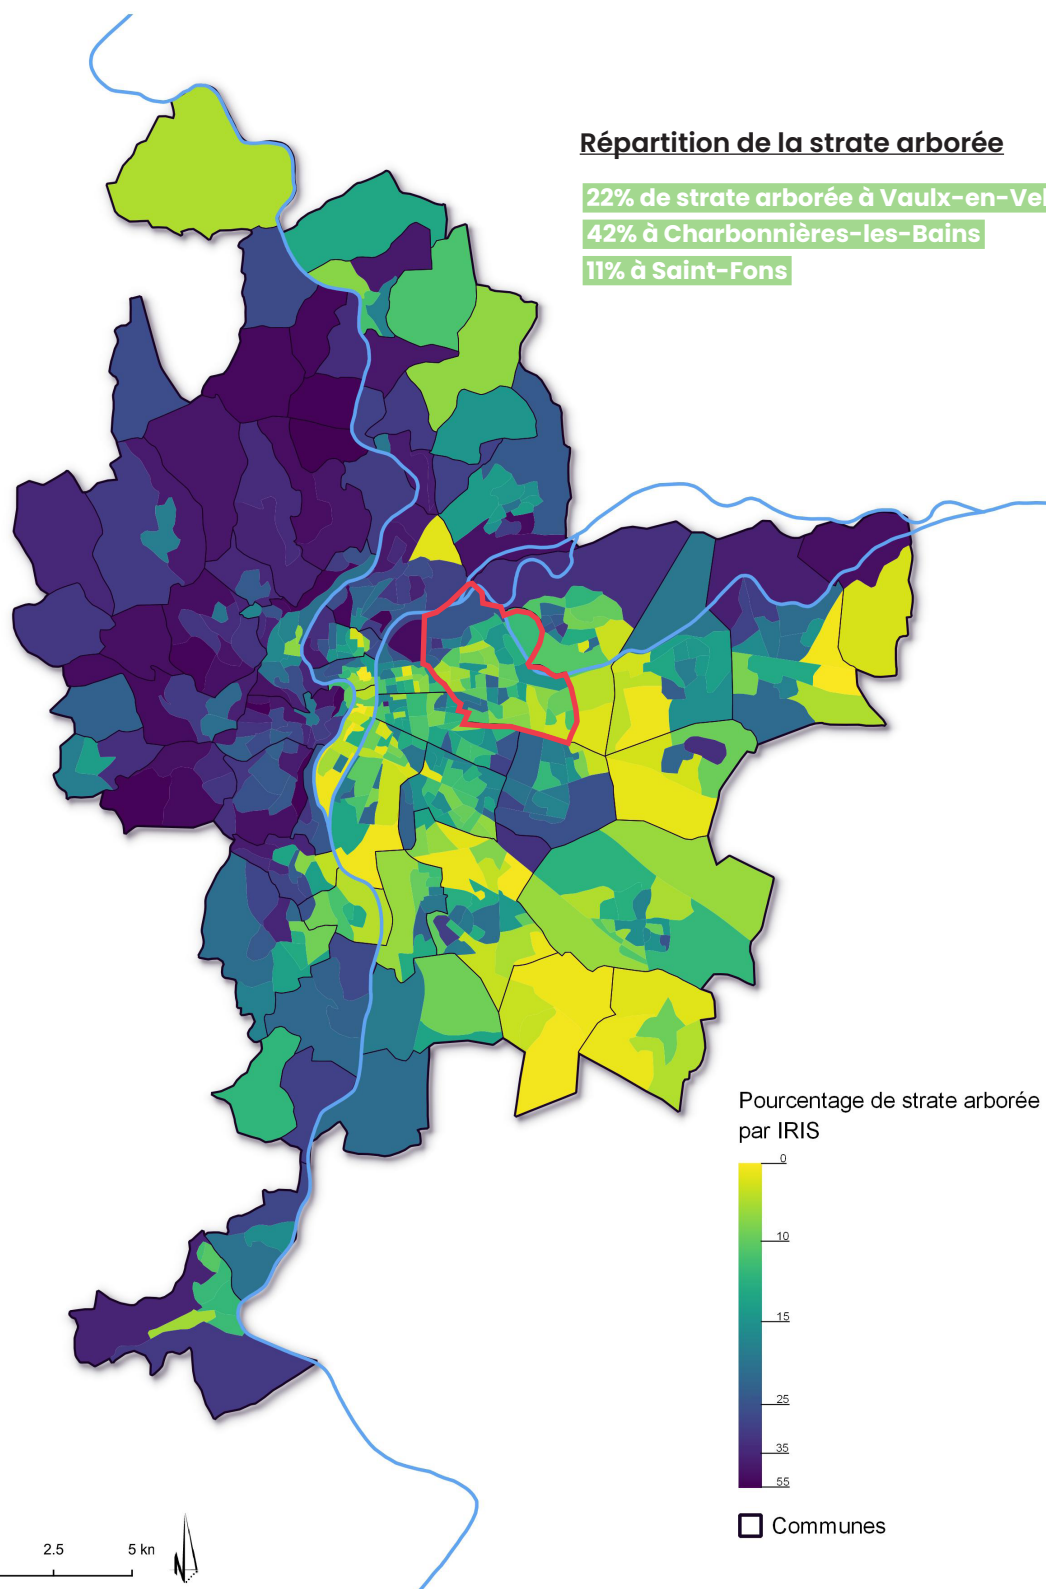 Répartition de la strate arborée
22% de strate arborée à Vaulx-en-Vel
42% à Charbonnières-les-Bains
11% à Saint-Fons
Pourcentage de strate arborée
par IRIS
0
10
15
25
35
55
Communes
2.5 5 kn
N